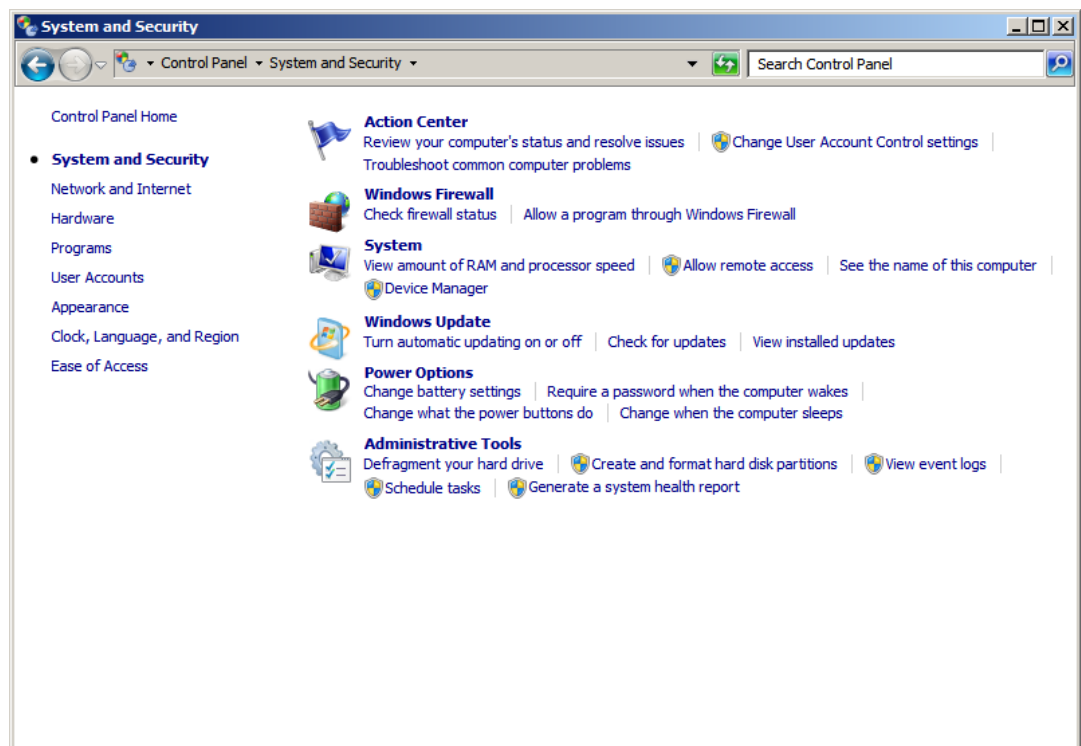 System and Security
Control Panel System and Security
Search Control Panel
Control Panel Home
System and Security
Network and Internet
Hardware
Programs
User Accounts
Appearance
Clock, Language, and Region
Ease of Access
Action Center
Review your computer's status and resolve issues Change User Account Control settings
Troubleshoot common computer problems
Windows Firewall
Check firewall status Allow a program through Windows Firewall
System
View amount of RAM and processor speed Allow remote access See the name of this computer
Device Manager
Windows Update
Turn automatic updating on or off Check for updates View installed updates
Power Options
Change battery settings Require a password when the computer wakes
Change what the power buttons do Change when the computer sleeps
Administrative Tools
Defragment your hard drive Create and format hard disk partitions View event logs
Schedule tasks Generate a system health report